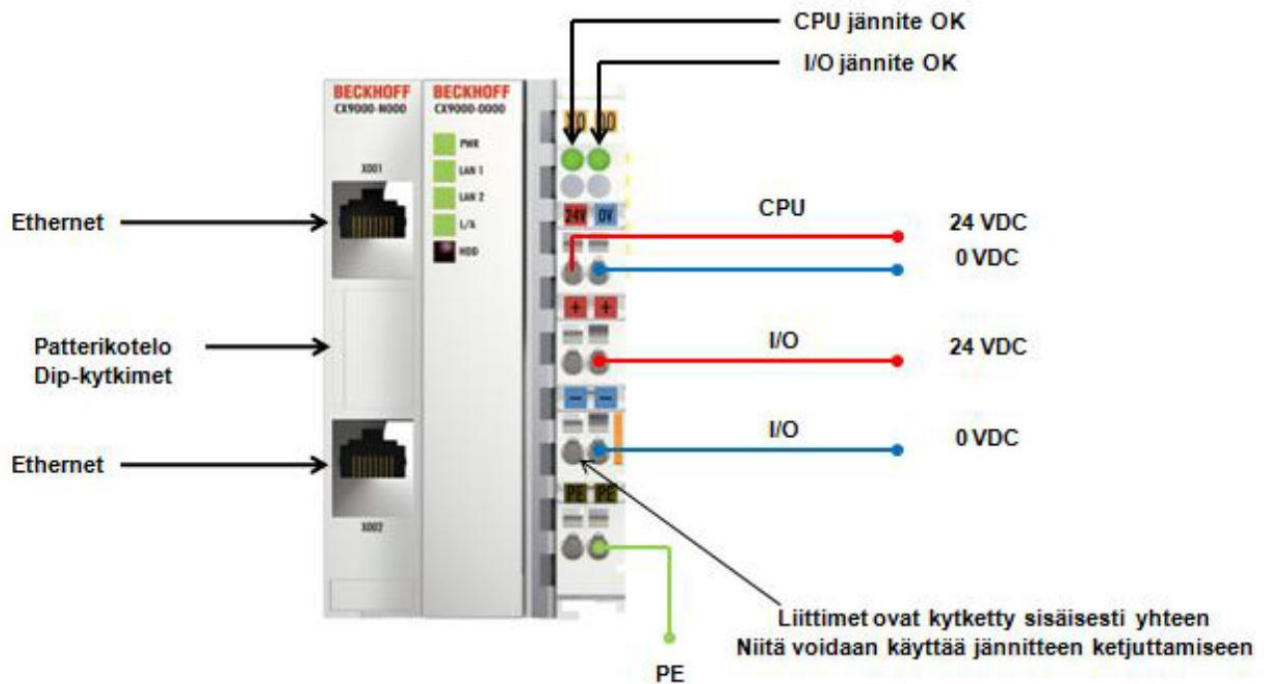 CPU jännite OK
I/O jännite OK
BECKHOFF
CX9000-N000
BECKHOFF
CX9000-0000
PWR
LAN 1
LAN 2
L/A
HDD
X001
Ethernet
24V 0V
CPU
24 VDC
0 VDC
+ +
Patterikotelo
Dip-kytkimet
I/O
24 VDC
− −
I/O
0 VDC
Ethernet
PE PE
X002
Liittimet ovat kytketty sisäisesti yhteen
Niitä voidaan käyttää jännitteen ketjuttamiseen
PE